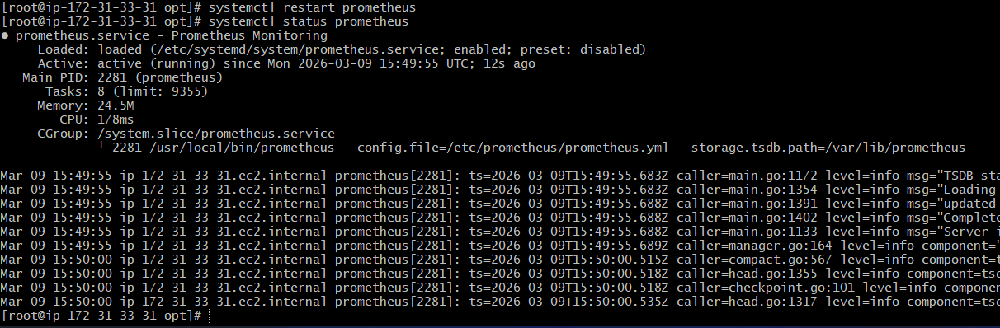 [root@ip-172-31-33-31 opt]# systemctl restart prometheus
[root@ip-172-31-33-31 opt]# systemctl status prometheus
● prometheus.service - Prometheus Monitoring
     Loaded: loaded (/etc/systemd/system/prometheus.service; enabled; preset: disabled)
     Active: active (running) since Mon 2026-03-09 15:49:55 UTC; 12s ago
   Main PID: 2281 (prometheus)
      Tasks: 8 (limit: 9355)
     Memory: 24.5M
        CPU: 178ms
     CGroup: /system.slice/prometheus.service
             └─2281 /usr/local/bin/prometheus --config.file=/etc/prometheus/prometheus.yml --storage.tsdb.path=/var/lib/prometheus
Mar 09 15:49:55 ip-172-31-33-31.ec2.internal prometheus[2281]: ts=2026-03-09T15:49:55.683Z caller=main.go:1172 level=info msg="TSDB sta
Mar 09 15:49:55 ip-172-31-33-31.ec2.internal prometheus[2281]: ts=2026-03-09T15:49:55.688Z caller=main.go:1354 level=info msg="Loading
Mar 09 15:49:55 ip-172-31-33-31.ec2.internal prometheus[2281]: ts=2026-03-09T15:49:55.688Z caller=main.go:1391 level=info msg="updated
Mar 09 15:49:55 ip-172-31-33-31.ec2.internal prometheus[2281]: ts=2026-03-09T15:49:55.688Z caller=main.go:1402 level=info msg="Complete
Mar 09 15:49:55 ip-172-31-33-31.ec2.internal prometheus[2281]: ts=2026-03-09T15:49:55.688Z caller=main.go:1133 level=info msg="Server i
Mar 09 15:49:55 ip-172-31-33-31.ec2.internal prometheus[2281]: ts=2026-03-09T15:49:55.689Z caller=manager.go:164 level=info component="
Mar 09 15:50:00 ip-172-31-33-31.ec2.internal prometheus[2281]: ts=2026-03-09T15:50:00.515Z caller=compact.go:567 level=info component=t
Mar 09 15:50:00 ip-172-31-33-31.ec2.internal prometheus[2281]: ts=2026-03-09T15:50:00.518Z caller=head.go:1355 level=info component=tsd
Mar 09 15:50:00 ip-172-31-33-31.ec2.internal prometheus[2281]: ts=2026-03-09T15:50:00.518Z caller=checkpoint.go:101 level=info componen
Mar 09 15:50:00 ip-172-31-33-31.ec2.internal prometheus[2281]: ts=2026-03-09T15:50:00.535Z caller=head.go:1317 level=info component=tsd
[root@ip-172-31-33-31 opt]#